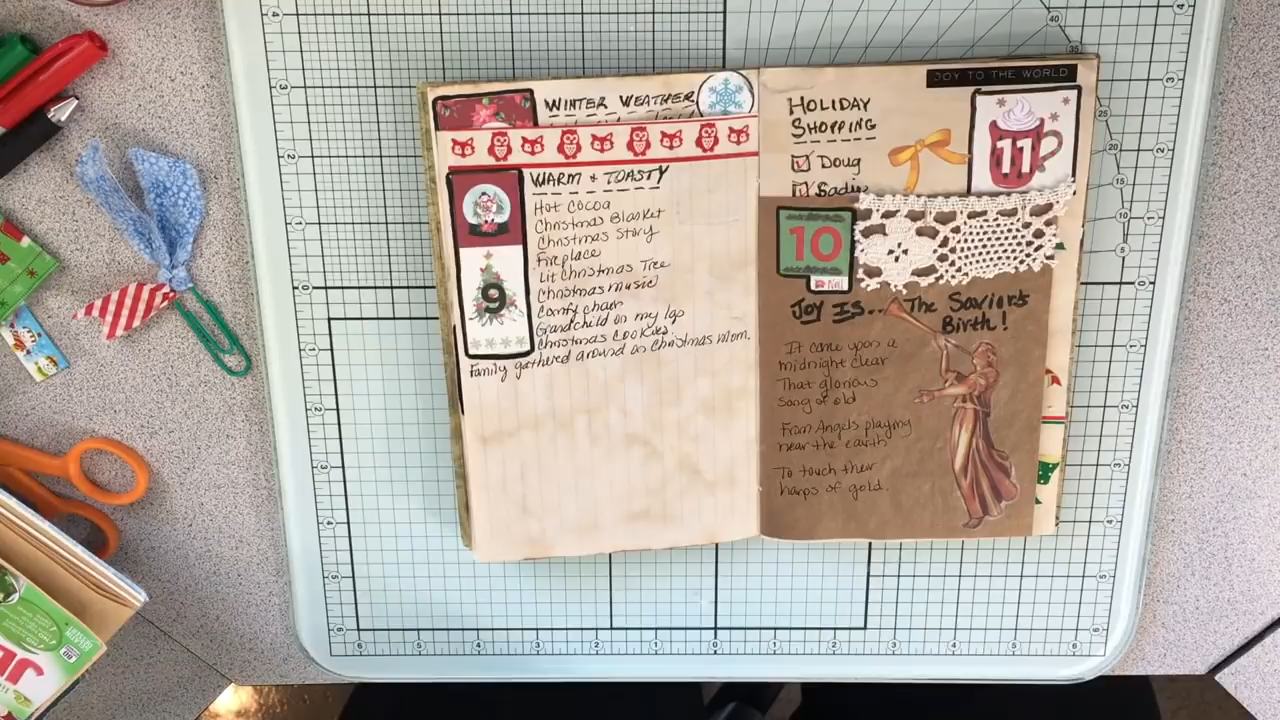 WINTER WEATHER
WARM + TOASTY
Hot Cocoa
Christmas Blanket
Christmas Story
Fireplace
Lit Christmas Tree
Christmas music
Comfy chair
Grandchild on my lap
Christmas Cookies
Family gathered around as Christmas mom.
9
JOY TO THE WORLD
HOLIDAY
SHOPPING
Doug
Sadie
11
10
Joy Is... The Savior's
Birth!
It came upon a
midnight clear
That glorious
song of old
From Angels playing
near the earth
To touch their
harps of gold.